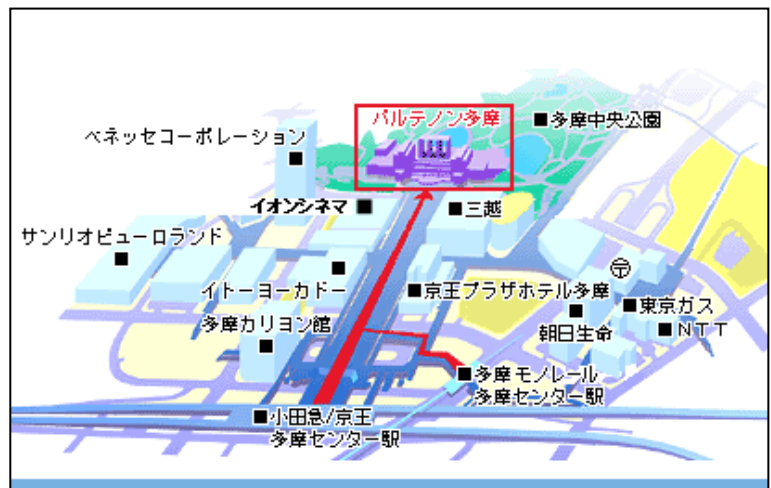 パルテノン多摩
■多摩中央公園
ベネッセコーポレーション
■
イオンシネマ ■
■三越
サンリオピューロランド
■
〒
イトーヨーカドー
■
■京王プラザホテル多摩
■東京ガス
多摩カリヨン館
■
朝日生命
■
■ＮＴＴ
■多摩モノレール
多摩センター駅
■小田急/京王
多摩センター駅